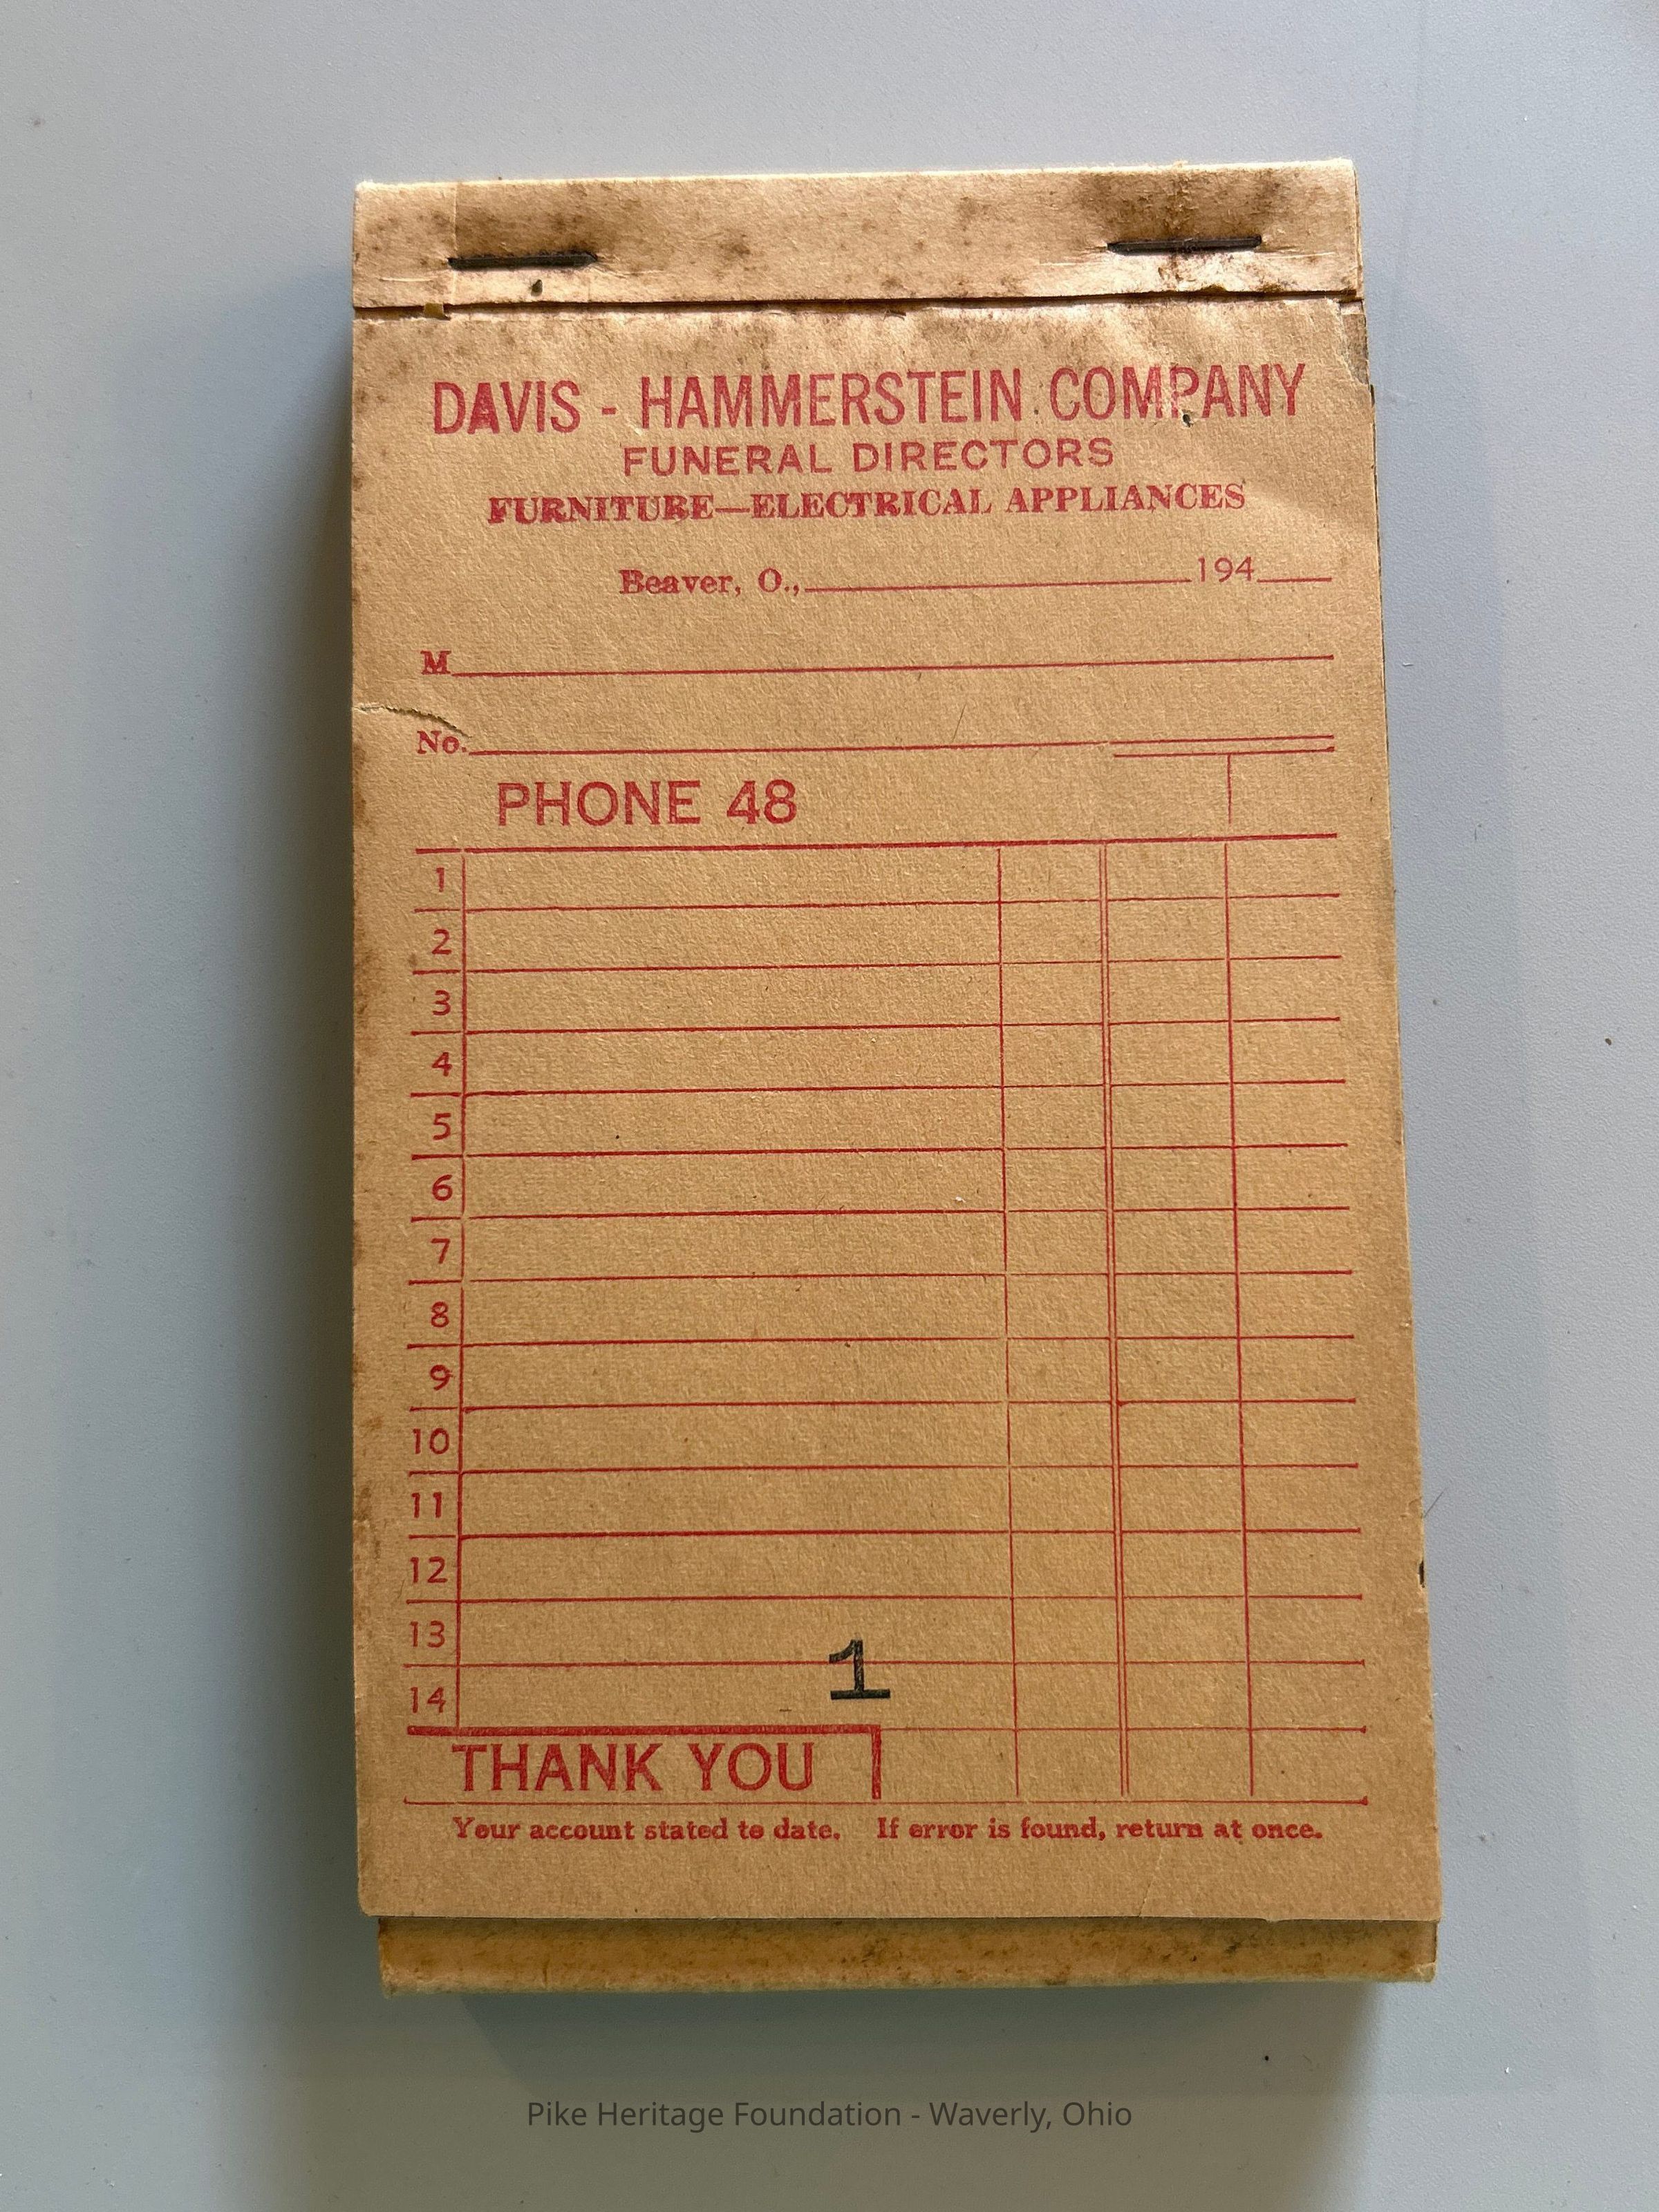 DAVIS - HAMMERSTEIN COMPANY
FUNERAL DIRECTORS
FURNITURE—ELECTRICAL APPLIANCES
Beaver, O., 194
M
No.
PHONE 48
1
2
3
4
5
6
7
8
9
10
11
12
13
14
1
THANK YOU
Your account stated to date. If error is found, return at once.
Pike Heritage Foundation - Waverly, Ohio